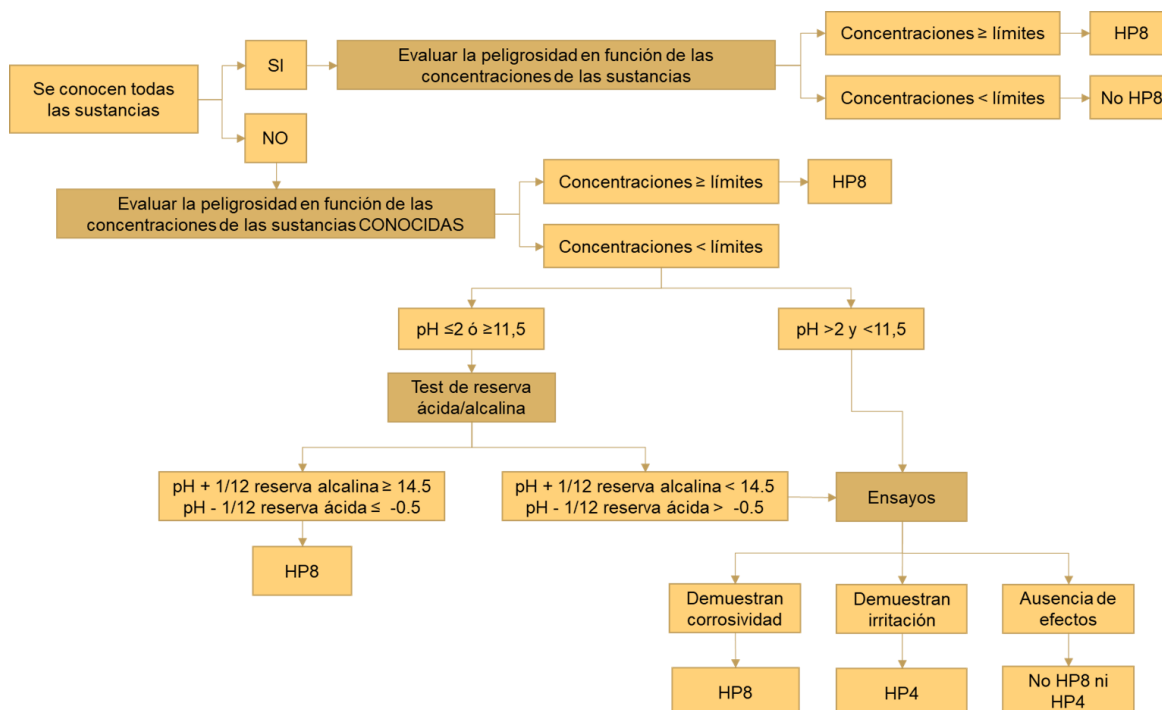 Se conocen todas
las sustancias
SI
NO
Evaluar la peligrosidad en función de las
concentraciones de las sustancias
Concentraciones ≥ límites
HP8
Concentraciones < límites
No HP8
Evaluar la peligrosidad en función de las
concentraciones de las sustancias CONOCIDAS
Concentraciones ≥ límites
HP8
Concentraciones < límites
pH ≤2 ó ≥11,5
pH >2 y <11,5
Test de reserva
ácida/alcalina
pH + 1/12 reserva alcalina ≥ 14.5
pH - 1/12 reserva ácida ≤ -0.5
pH + 1/12 reserva alcalina < 14.5
pH - 1/12 reserva ácida > -0.5
Ensayos
HP8
Demuestran
corrosividad
Demuestran
irritación
Ausencia de
efectos
HP8
HP4
No HP8 ni
HP4